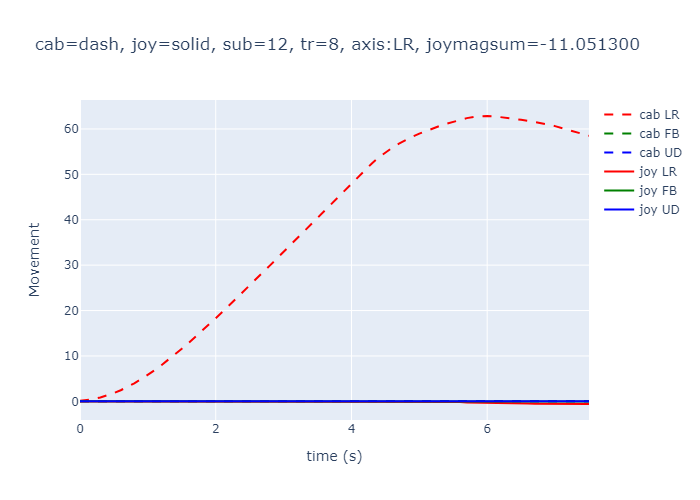 cab=dash, joy=solid, sub=12, tr=8, axis:LR, joymagsum=-11.051300
cab LR
cab FB
cab UD
joy LR
joy FB
joy UD
Movement
60
50
40
30
20
10
0
0 2 4 6
time (s)